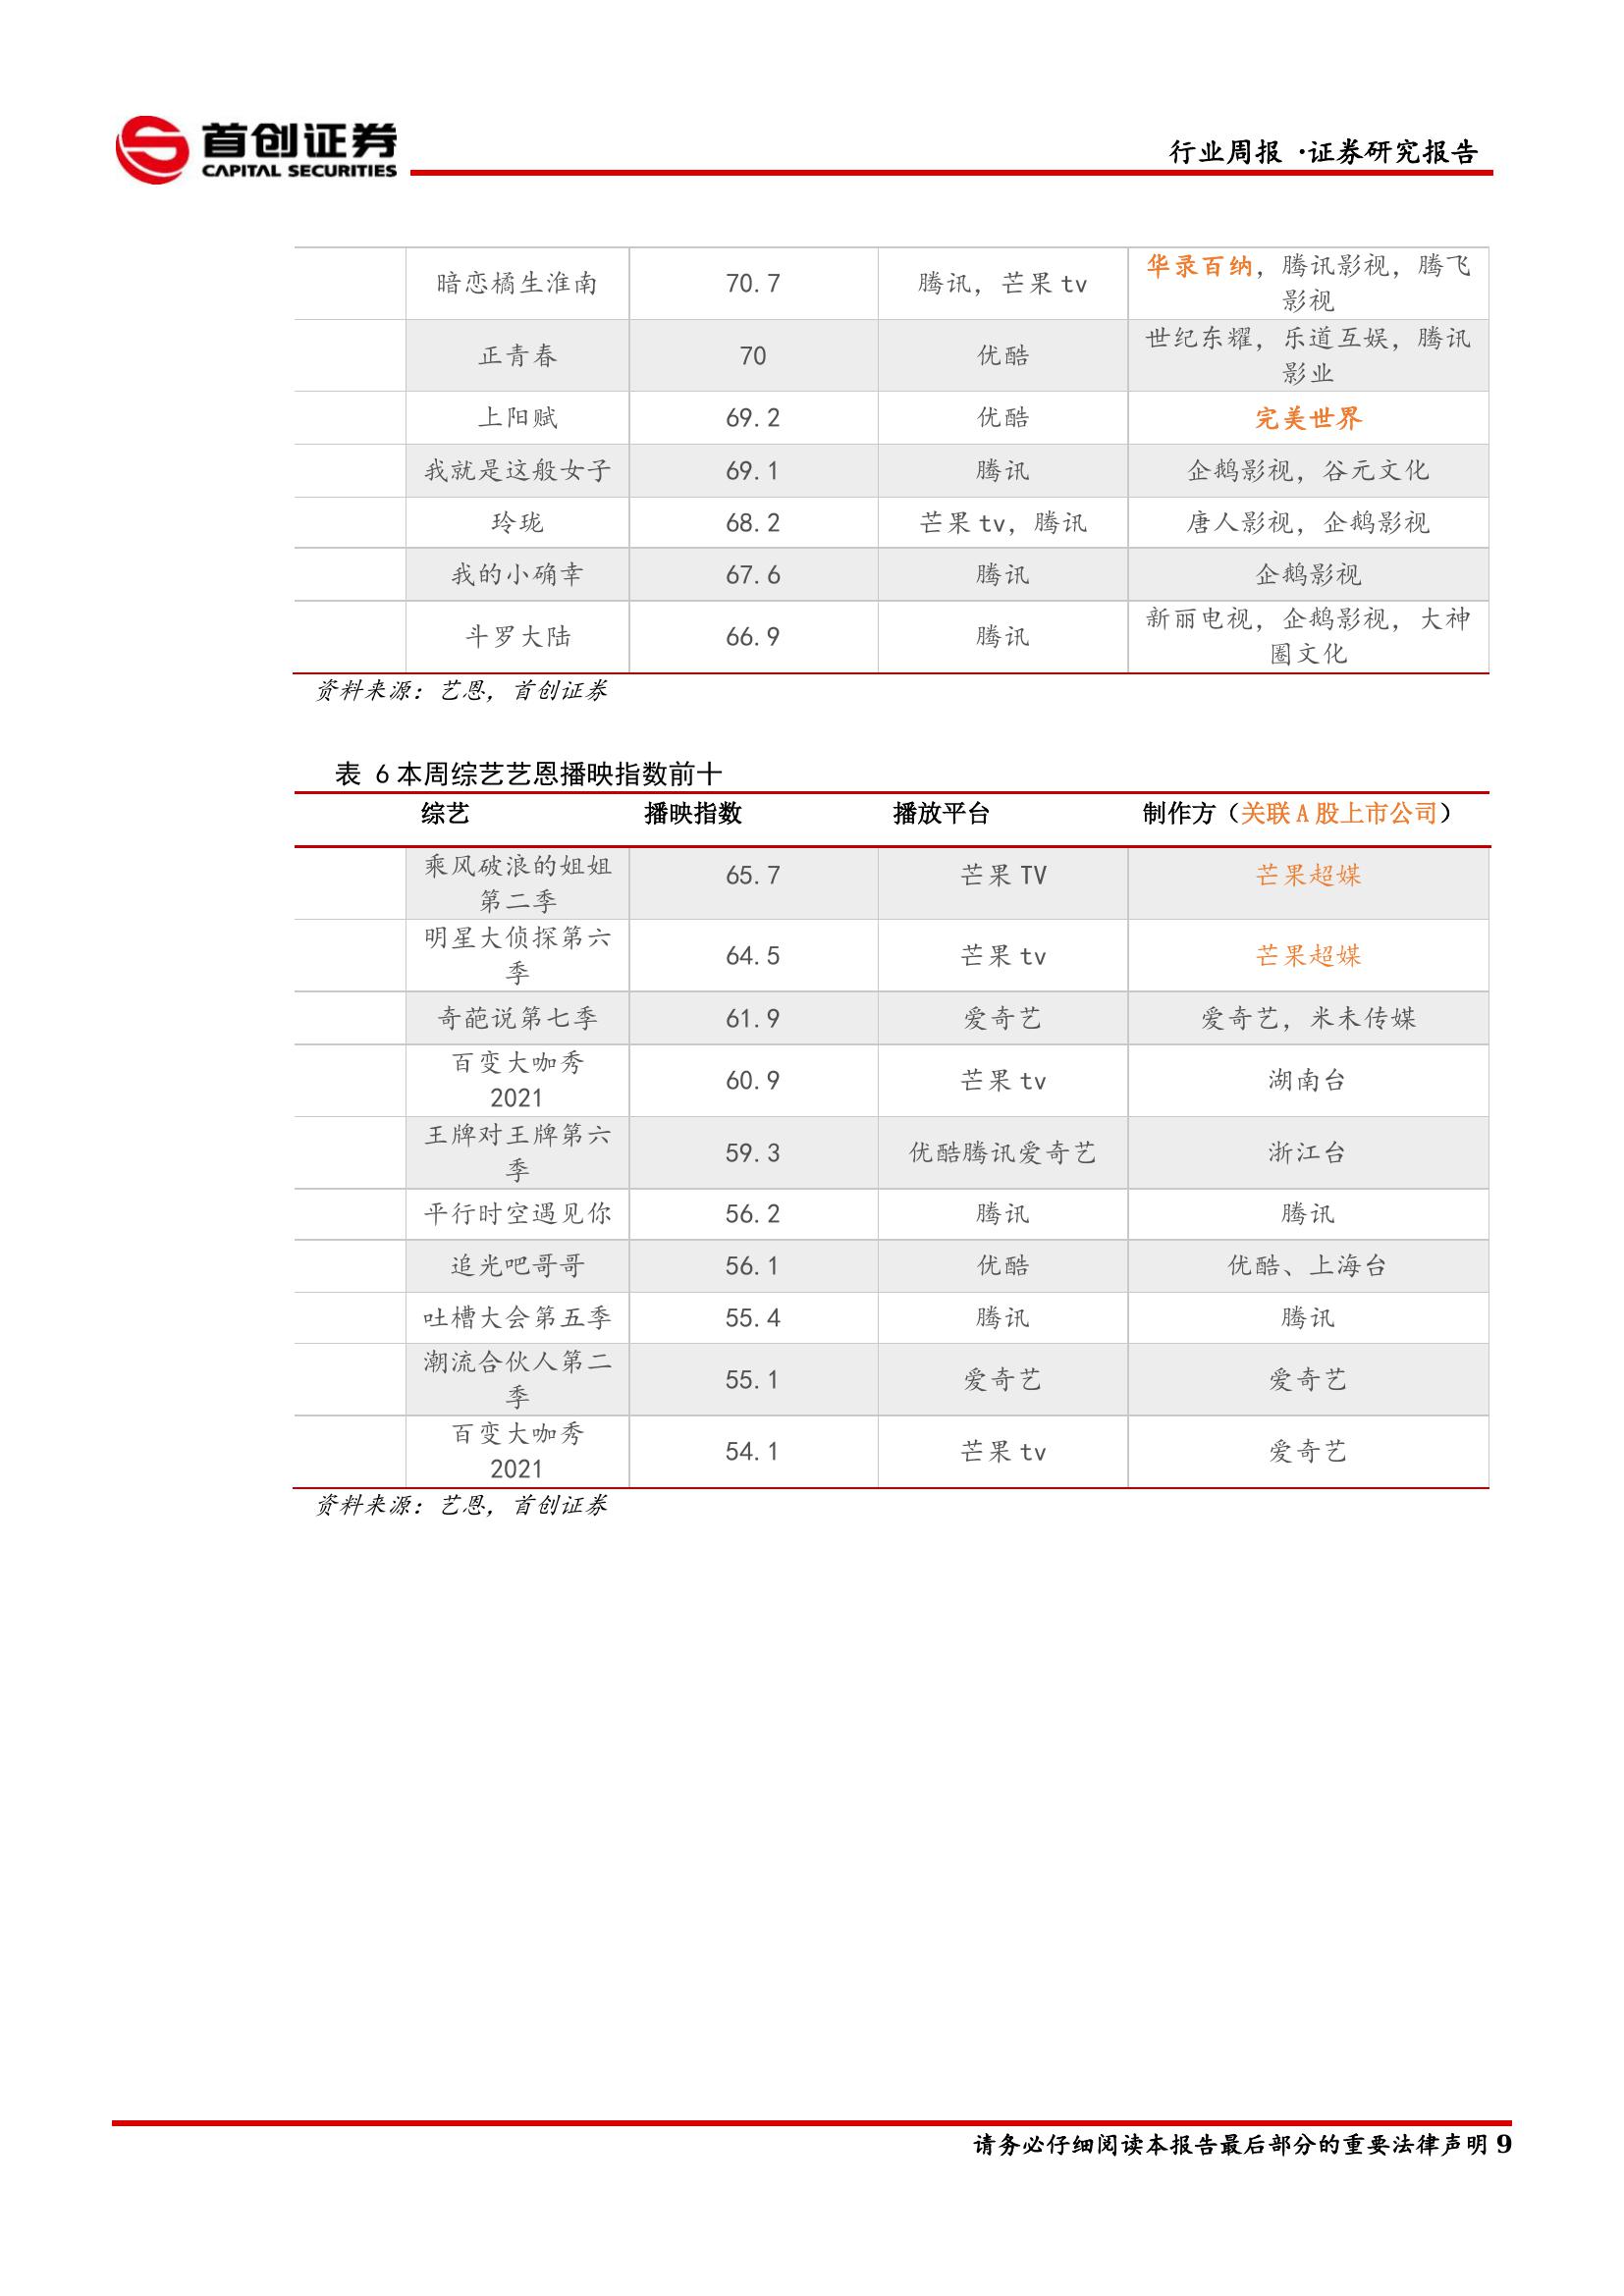 首创证券
CAPITAL SECURITIES
行业周报 ·证券研究报告
暗恋橘生淮南 70.7 腾讯，芒果tv 华录百纳，腾讯影视，腾飞
影视
正青春 70 优酷 世纪东耀，乐道互娱，腾讯
影业
上阳赋 69.2 优酷 完美世界
我就是这般女子 69.1 腾讯 企鹅影视，谷元文化
玲珑 68.2 芒果tv，腾讯 唐人影视，企鹅影视
我的小确幸 67.6 腾讯 企鹅影视
斗罗大陆 66.9 腾讯 新丽电视，企鹅影视，大神
圈文化
资料来源：艺恩，首创证券
表 6 本周综艺艺恩播映指数前十
综艺 播映指数 播放平台 制作方（关联A股上市公司）
乘风破浪的姐姐
第二季 65.7 芒果TV 芒果超媒
明星大侦探第六
季 64.5 芒果tv 芒果超媒
奇葩说第七季 61.9 爱奇艺 爱奇艺，米未传媒
百变大咖秀
2021 60.9 芒果tv 湖南台
王牌对王牌第六
季 59.3 优酷腾讯爱奇艺 浙江台
平行时空遇见你 56.2 腾讯 腾讯
追光吧哥哥 56.1 优酷 优酷、上海台
吐槽大会第五季 55.4 腾讯 腾讯
潮流合伙人第二
季 55.1 爱奇艺 爱奇艺
百变大咖秀
2021 54.1 芒果tv 爱奇艺
资料来源：艺恩，首创证券
请务必仔细阅读本报告最后部分的重要法律声明 9